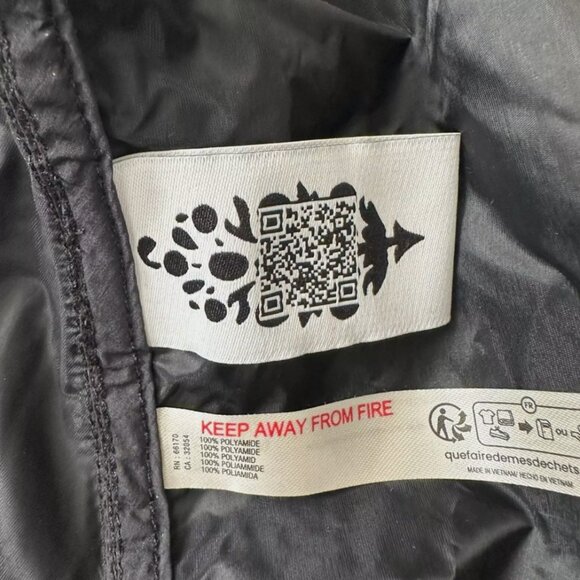 KEEP AWAY FROM FIRE
RN : 66170
CA : 32854
100% POLYAMIDE
100% POLYAMIDE
100% POLYAMID
100% POLIAMMIDE
100% POLIAMIDA
FR
OU
quefairedemesdechets
MADE IN VIETNAM/ HECHO EN VIETNAM